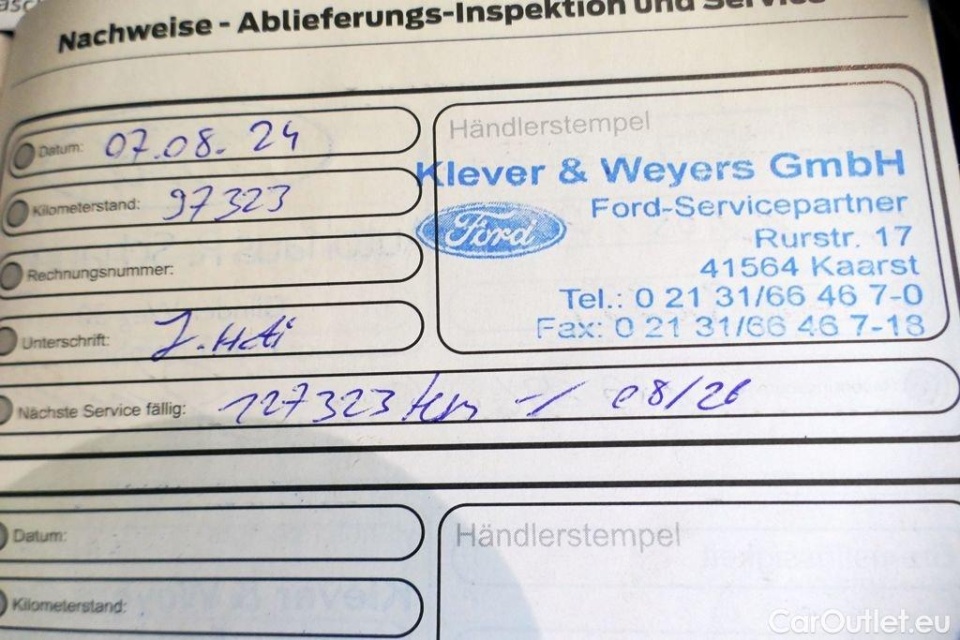 Nachweise - Ablieferungs-Inspektion und Service
Datum: 07.08. 24
Kilometerstand: 97323
Rechnungsnummer:
Unterschrift:
Nächste Service fällig: 127323 km -/ 08/26
Händlerstempel
Klever & Weyers GmbH
Ford
Ford-Servicepartner
Rurstr. 17
41564 Kaarst
Tel.: 0 21 31/66 46 7-0
Fax: 0 21 31/66 46 7-18
Datum:
Kilometerstand:
Händlerstempel
CarOutlet.eu